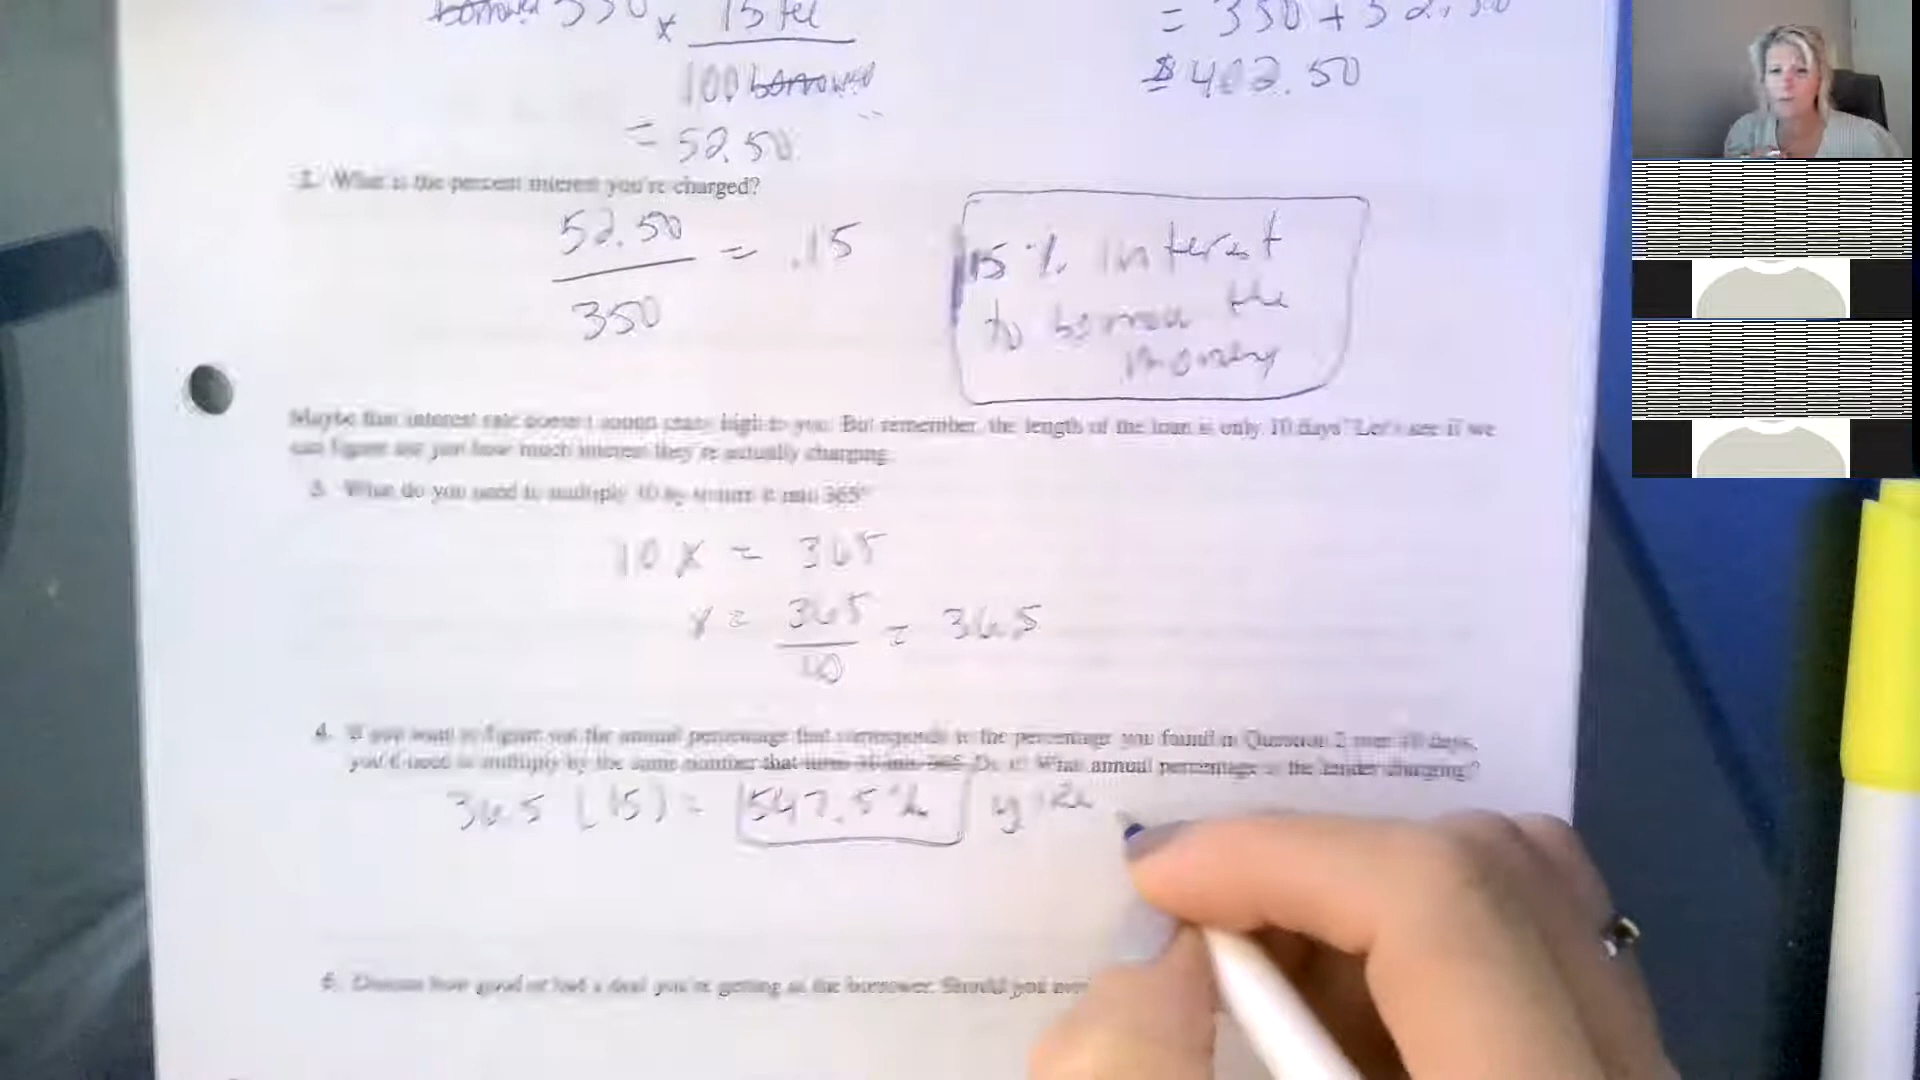 borrowed 350 x 15 fee
100 borrowed
= 52.50
= 350 + 52.50
$402.50
2. What is the percent interest you're charged?
52.50
350
= .15
15% interest
to borrow the
money
Maybe that interest rate doesn't sound crazy high to you. But remember, the length of the loan is only 10 days! Let's see if we
can figure out just how much interest they're actually charging.
3. What do you need to multiply 10 by to turn it into 365?
10x = 365
x = 365
10
= 36.5
4. If you want to figure out the annual percentage that corresponds to the percentage you found in Question 2 over 10 days,
you'd need to multiply by the same number that turns 10 into 365. Do it! What annual percentage is the lender charging?
36.5 (15) = 547.5%
Discuss how good or bad a deal you're getting as the borrower. Should you